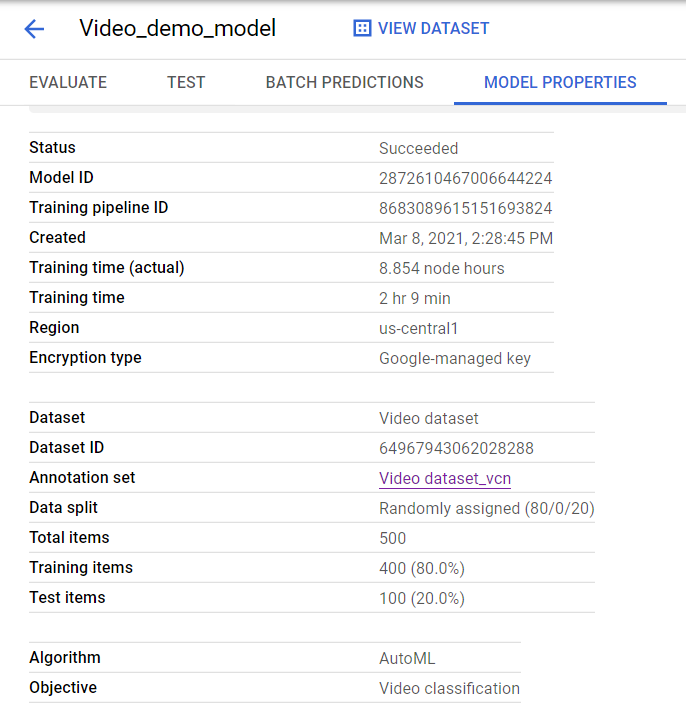 Video_demo_model VIEW DATASET
EVALUATE TEST BATCH PREDICTIONS MODEL PROPERTIES
Status Succeeded
Model ID 2872610467006644224
Training pipeline ID 8683089615151693824
Created Mar 8, 2021, 2:28:45 PM
Training time (actual) 8.854 node hours
Training time 2 hr 9 min
Region us-central1
Encryption type Google-managed key
Dataset Video dataset
Dataset ID 64967943062028288
Annotation set Video dataset_vcn
Data split Randomly assigned (80/0/20)
Total items 500
Training items 400 (80.0%)
Test items 100 (20.0%)
Algorithm AutoML
Objective Video classification